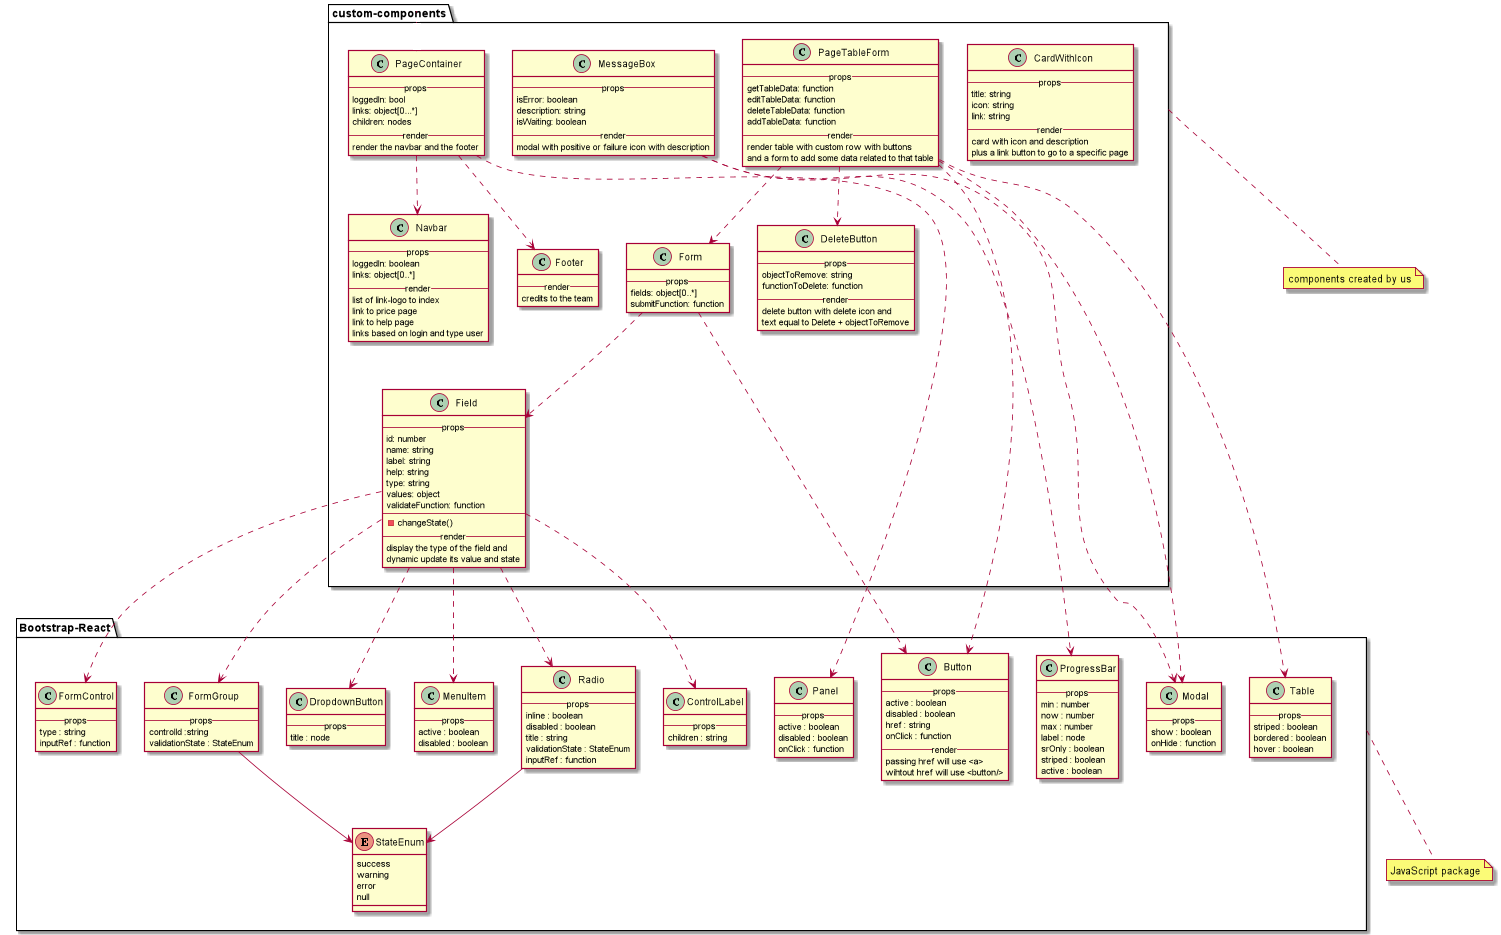 custom-components
C PageContainer
props
loggedIn: bool
links: object[0...*]
children: nodes
render
render the navbar and the footer
C MessageBox
props
isError: boolean
description: string
isWaiting: boolean
render
modal with positive or failure icon with description
C PageTableForm
props
getTableData: function
editTableData: function
deleteTableData: function
addTableData: function
render
render table with custom row with buttons
and a form to add some data related to that table
C CardWithIcon
props
title: string
icon: string
link: string
render
card with icon and description
plus a link button to go to a specific page
C Navbar
props
loggedIn: boolean
links: object[0..*]
render
list of link-logo to index
link to price page
link to help page
links based on login and type user
C Footer
render
credits to the team
C Form
props
fields: object[0..*]
submitFunction: function
C DeleteButton
props
objectToRemove: string
functionToDelete: function
render
delete button with delete icon and
text equal to Delete + objectToRemove
components created by us
C Field
props
id: number
name: string
label: string
help: string
type: string
values: object
validateFunction: function
changeState()
render
display the type of the field and
dynamic update its value and state
Bootstrap-React
C FormControl
props
type : string
inputRef : function
C FormGroup
props
controlId :string
validationState : StateEnum
C DropdownButton
props
title : node
C MenuItem
props
active : boolean
disabled : boolean
C Radio
props
inline : boolean
disabled : boolean
title : string
validationState : StateEnum
inputRef : function
C ControlLabel
props
children : string
C Panel
props
active : boolean
disabled : boolean
onClick : function
C Button
props
active : boolean
disabled : boolean
href : string
onClick : function
render
passing href will use <a>
wihtout href will use <button/>
C ProgressBar
props
min : number
now : number
max : number
label : node
srOnly : boolean
striped : boolean
active : boolean
C Modal
props
show : boolean
onHide : function
C Table
props
striped : boolean
bordered : boolean
hover : boolean
E StateEnum
success
warning
error
null
JavaScript package